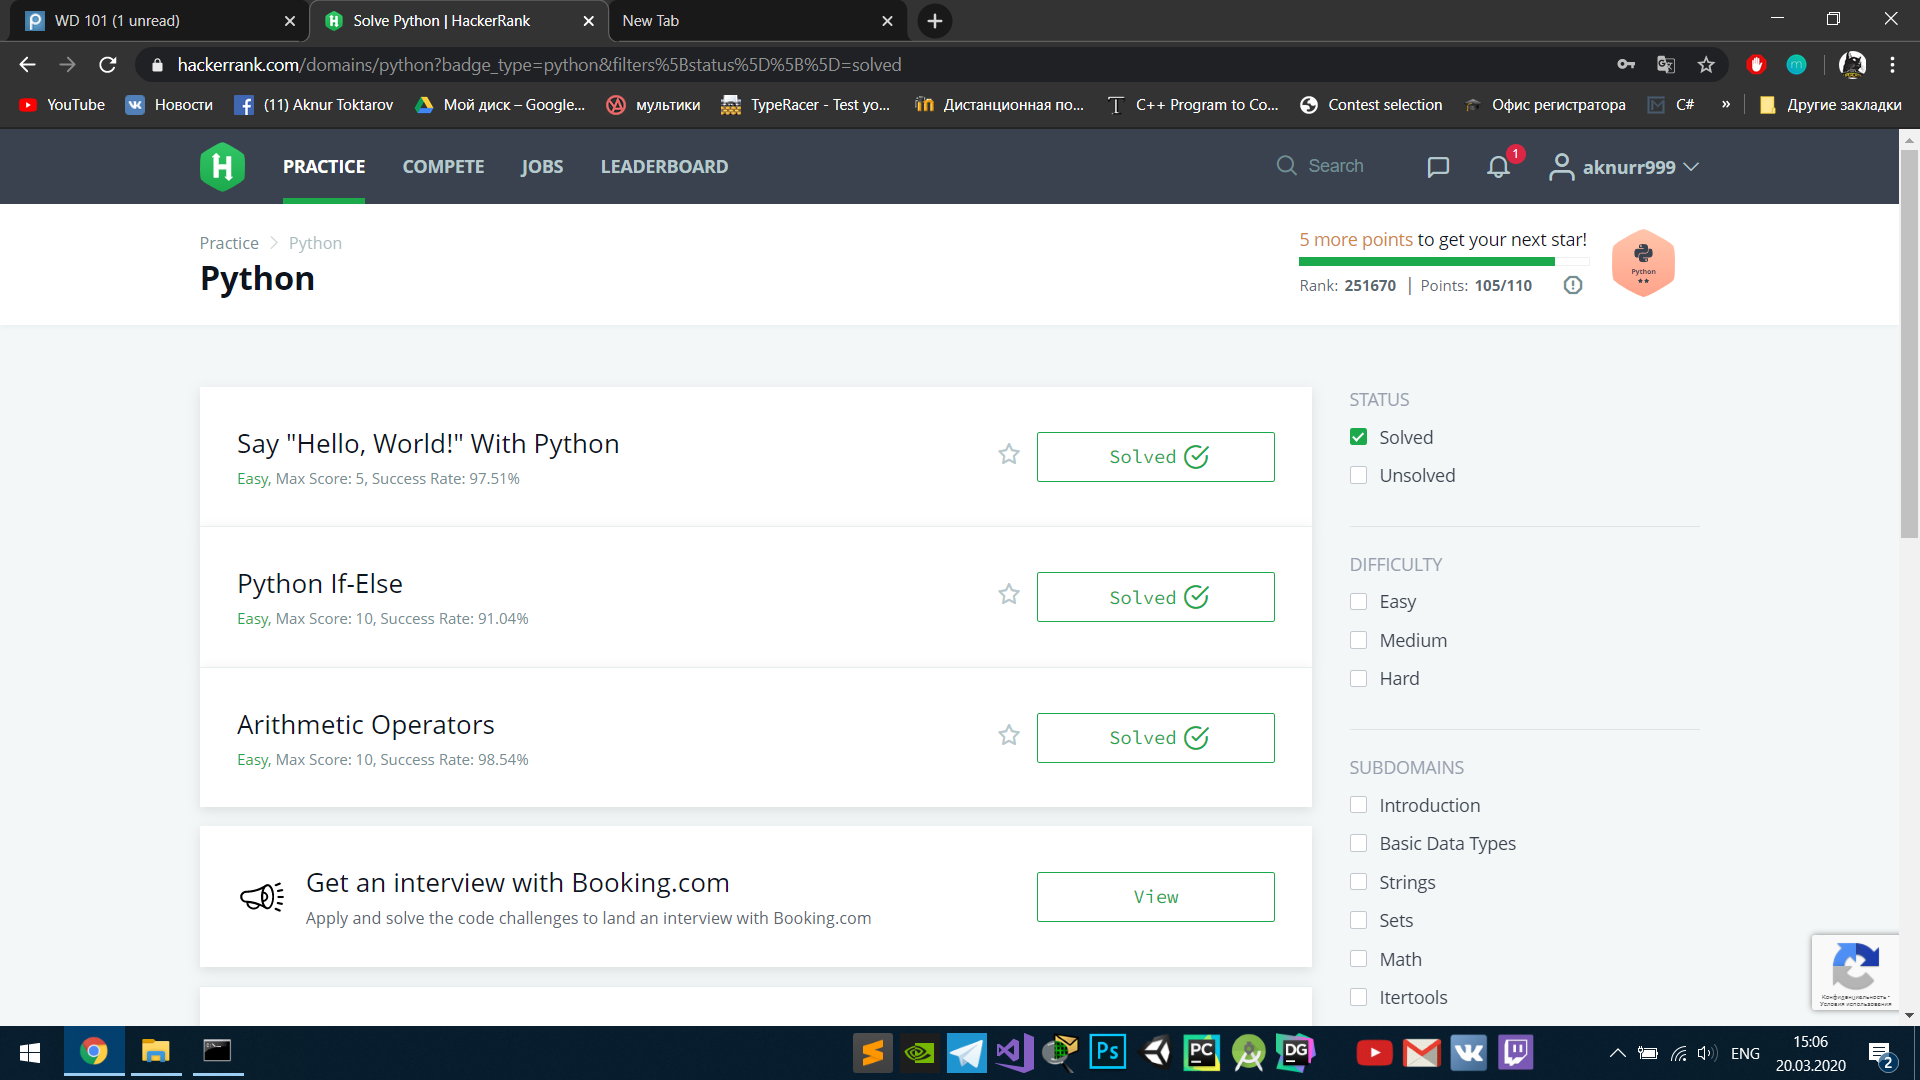 WD 101 (1 unread)
Solve Python | HackerRank
New Tab
hackerrank.com/domains/python?badge_type=python&filters%5Bstatus%5D%5B%5D=solved
YouTube
Новости
(11) Aknur Toktarov
Мой диск – Google...
мультики
TypeRacer - Test yo...
Дистанционная по...
C++ Program to Co...
Contest selection
Офис регистратора
C#
»
Другие закладки
PRACTICE
COMPETE
JOBS
LEADERBOARD
Search
1
aknurr999
Practice
Python
Python
5 more points to get your next star!
Rank: 251670 | Points: 105/110
Python
Say "Hello, World!" With Python
Easy, Max Score: 5, Success Rate: 97.51%
Solved
Python If-Else
Easy, Max Score: 10, Success Rate: 91.04%
Solved
Arithmetic Operators
Easy, Max Score: 10, Success Rate: 98.54%
Solved
Get an interview with Booking.com
Apply and solve the code challenges to land an interview with Booking.com
View
STATUS
Solved
Unsolved
DIFFICULTY
Easy
Medium
Hard
SUBDOMAINS
Introduction
Basic Data Types
Strings
Sets
Math
Itertools
Конфиденциальность -
Условия использования
Ps
PC
DG
ENG
15:06
20.03.2020
2